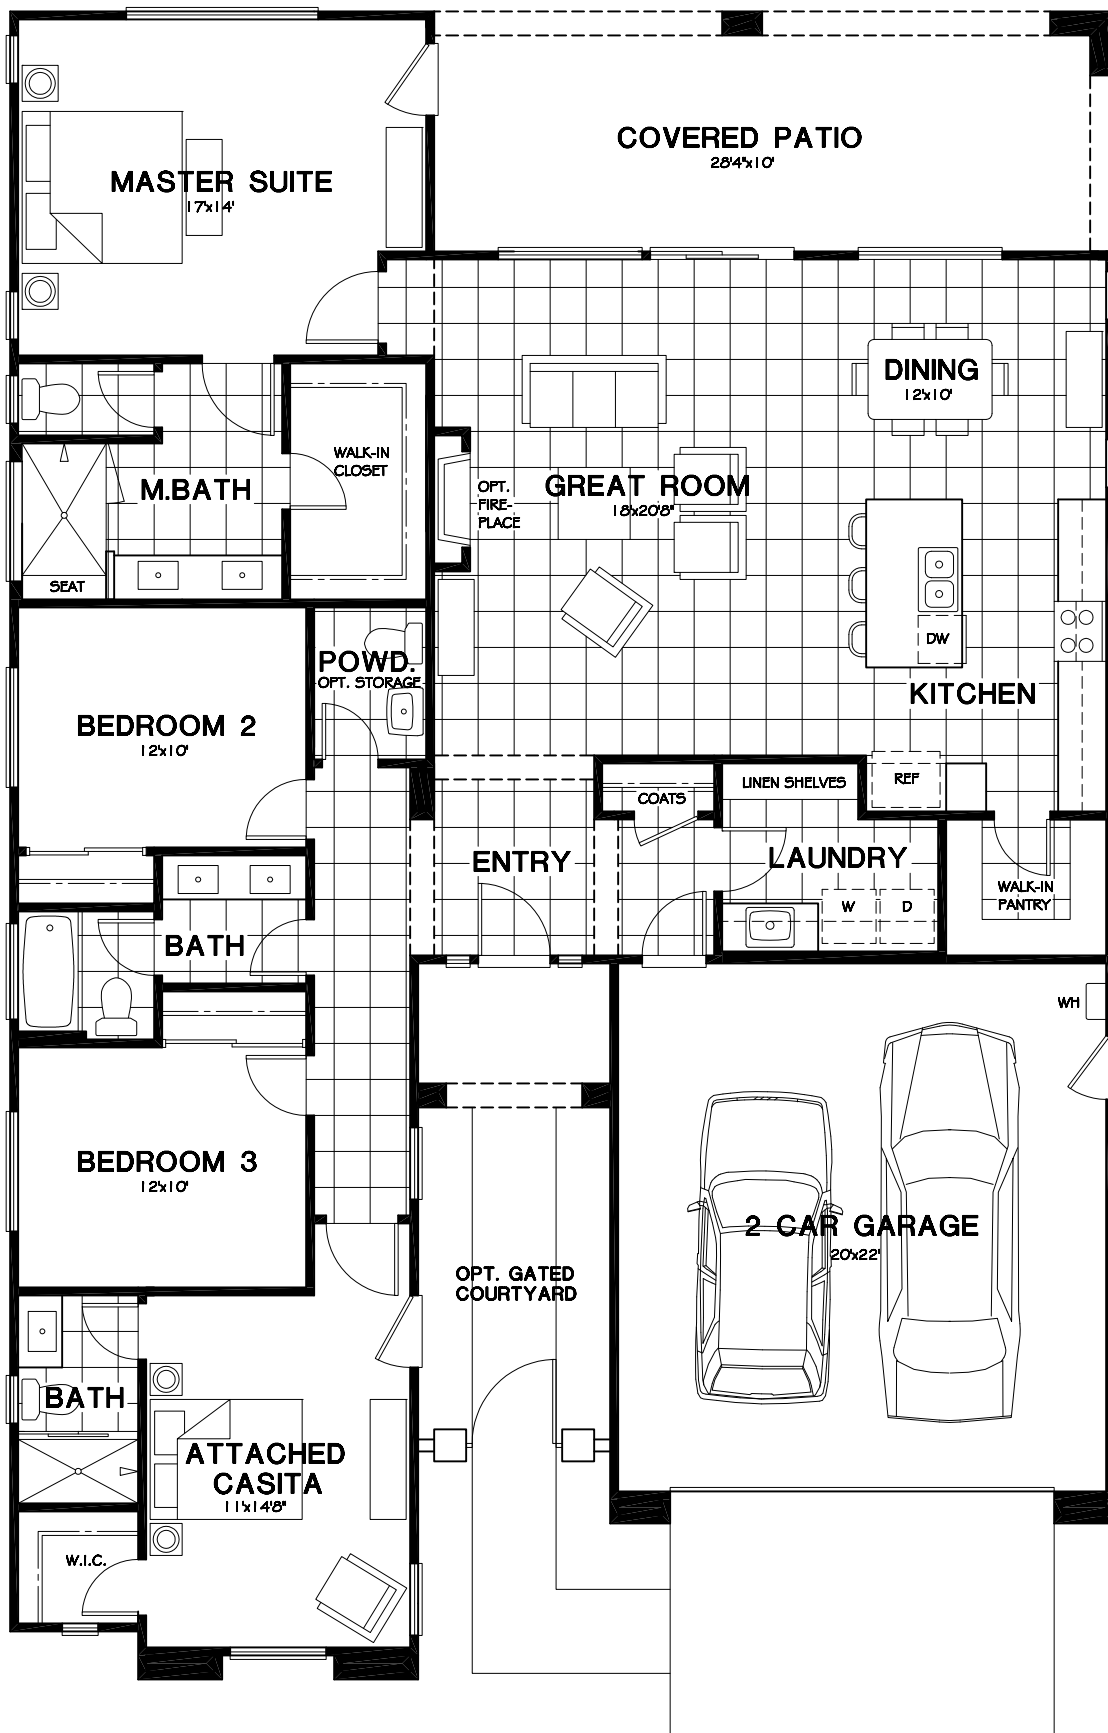 COVERED PATIO
28'4"x10'
MASTER SUITE
17'x14'
DINING
12'x10'
WALK-IN
CLOSET
M.BATH
OPT.
FIRE-
PLACE
GREAT ROOM
18'x20'8"
SEAT
DW
POWD.
OPT. STORAGE
KITCHEN
BEDROOM 2
12'x10'
COATS
LINEN SHELVES
REF
ENTRY
LAUNDRY
WALK-IN
PANTRY
W
D
BATH
WH
BEDROOM 3
12'x10'
2 CAR GARAGE
20'x22'
OPT. GATED
COURTYARD
BATH
ATTACHED
CASITA
11'x14'8"
W.I.C.